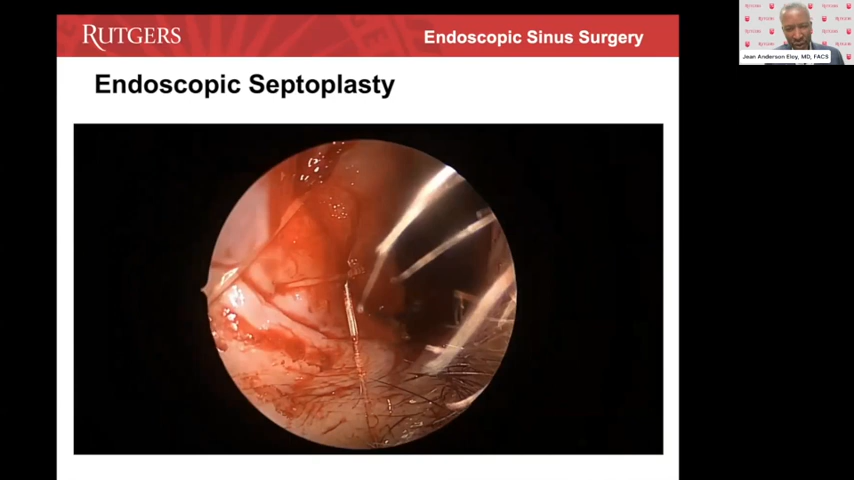 RUTGERS
Endoscopic Sinus Surgery
Endoscopic Septoplasty
Jean Anderson Eloy, MD, FACS